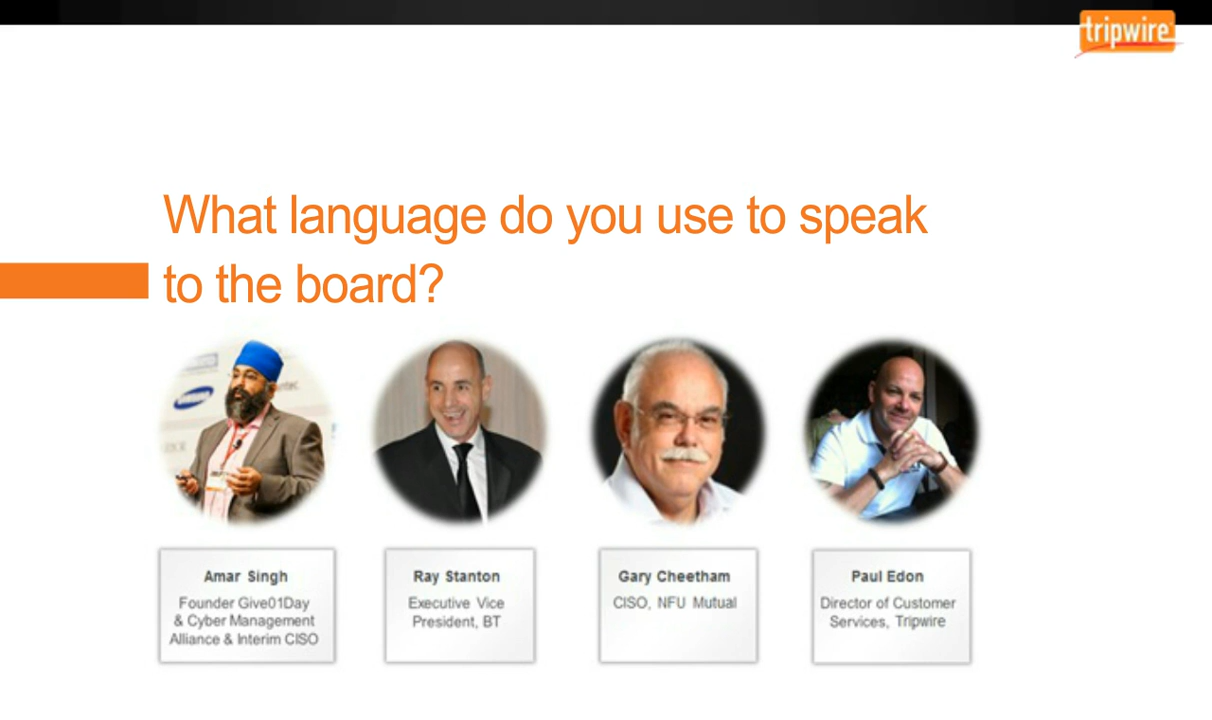 tripwire
What language do you use to speak
to the board?
SAMSUNG
Amar Singh
Founder Give01Day
& Cyber Management
Alliance & Interim CISO
Ray Stanton
Executive Vice
President, BT
Gary Cheetham
CISO, NFU Mutual
Paul Edon
Director of Customer
Services, Tripwire